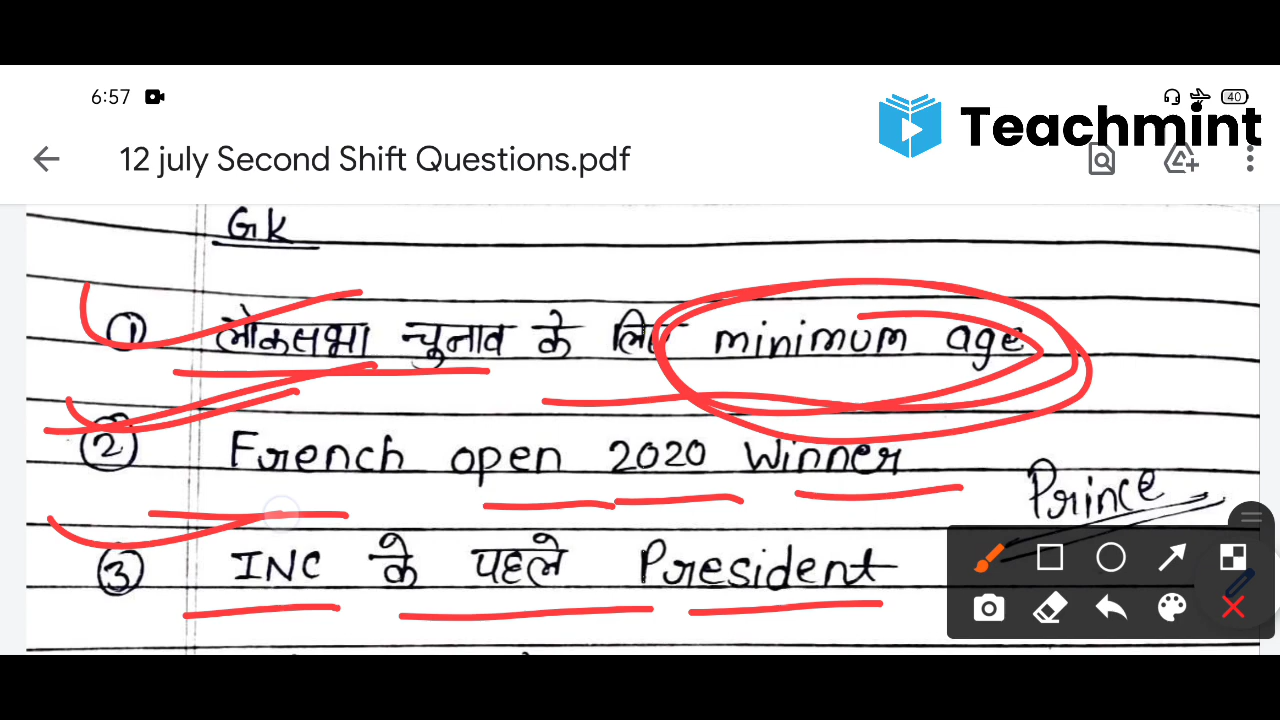 6:57
40
Teachmint
12 july Second Shift Questions.pdf
GK
① लोकसभा चुनाव के लिए minimum age
② French open 2020 Winner
Prince
③ INC के पहले President